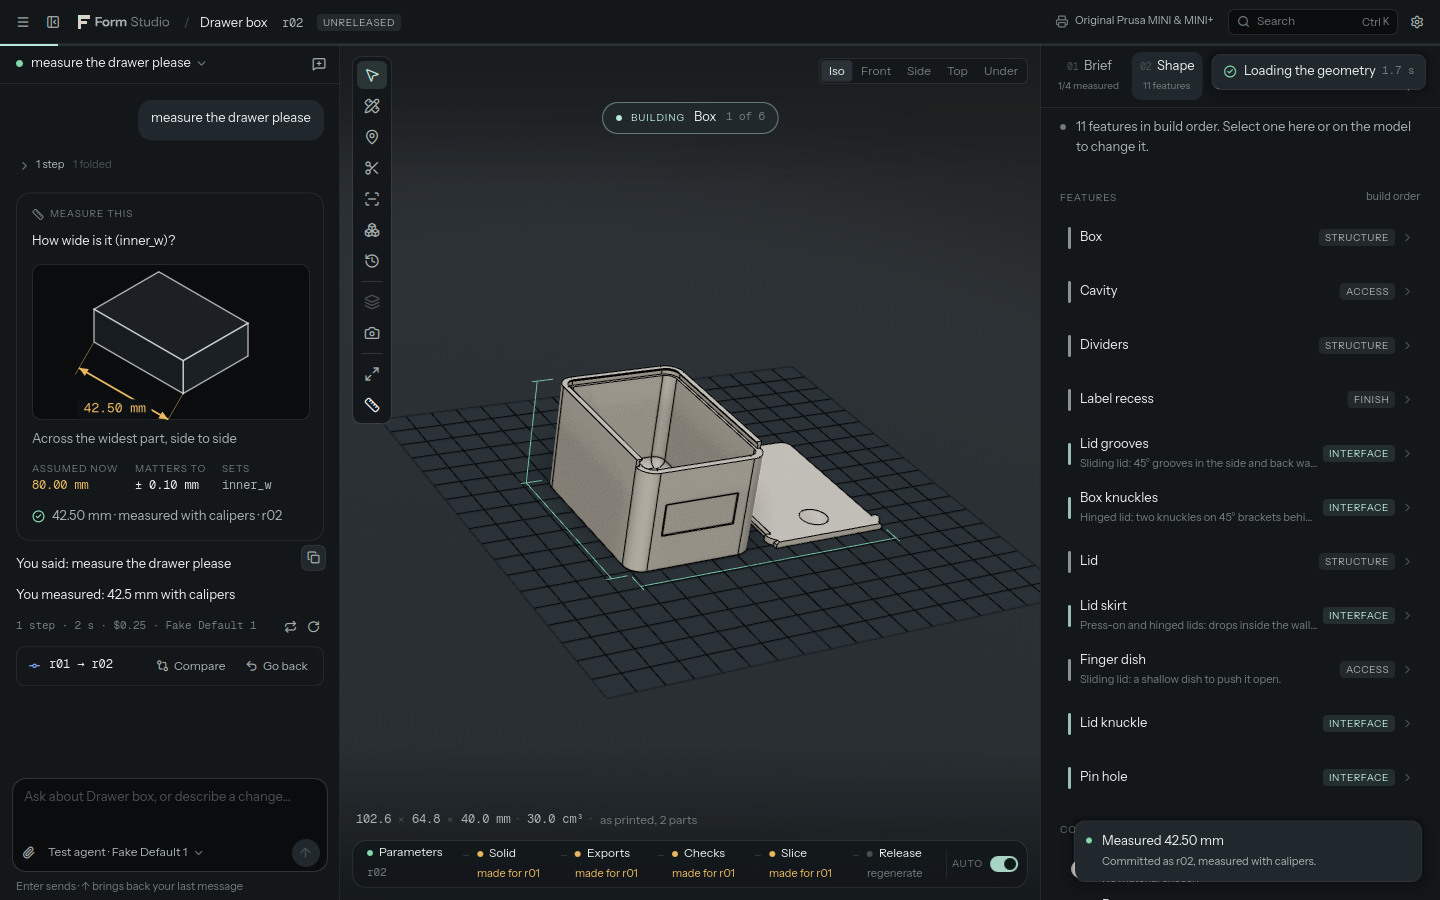 Form Studio / Drawer box r02 UNRELEASED
Original Prusa MINI & MINI+
Search Ctrl K
measure the drawer please
measure the drawer please
1 step 1 folded
MEASURE THIS
How wide is it (inner_w)?
42.50 mm
Across the widest part, side to side
ASSUMED NOW MATTERS TO SETS
80.00 mm ± 0.10 mm inner_w
42.50 mm · measured with calipers · r02
You said: measure the drawer please
You measured: 42.5 mm with calipers
1 step · 2 s · $0.25 · Fake Default 1
r01 → r02 Compare Go back
Ask about Drawer box, or describe a change...
Test agent · Fake Default 1
Enter sends · ↑ brings back your last message
Iso Front Side Top Under
BUILDING Box 1 of 6
102.6 × 64.8 × 40.0 mm · 30.0 cm³ · as printed, 2 parts
Parameters – Solid – Exports – Checks – Slice – Release
r02 made for r01 made for r01 made for r01 made for r01 regenerate
AUTO
01 Brief 02 Shape
1/4 measured 11 features
Loading the geometry 1.7 s
11 features in build order. Select one here or on the model
to change it.
FEATURES build order
Box STRUCTURE
Cavity ACCESS
Dividers STRUCTURE
Label recess FINISH
Lid grooves INTERFACE
Sliding lid: 45° grooves in the side and back wa...
Box knuckles INTERFACE
Hinged lid: two knuckles on 45° brackets behi...
Lid STRUCTURE
Lid skirt INTERFACE
Press-on and hinged lids: drops inside the wall...
Finger dish ACCESS
Sliding lid: a shallow dish to push it open.
Lid knuckle INTERFACE
Pin hole INTERFACE
Measured 42.50 mm
Committed as r02, measured with calipers.